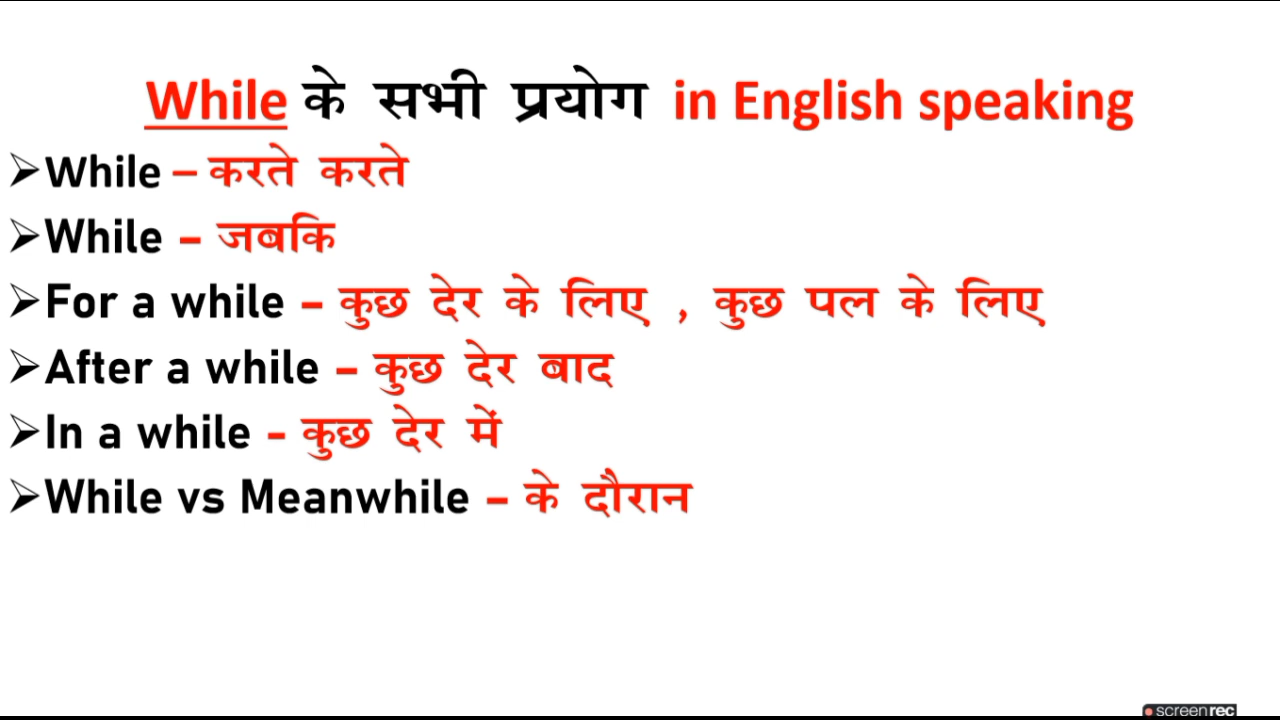 While के सभी प्रयोग in English speaking
➢While – करते करते
➢While – जबकि
➢For a while – कुछ देर के लिए , कुछ पल के लिए
➢After a while – कुछ देर बाद
➢In a while - कुछ देर में
➢While vs Meanwhile – के दौरान
screenrec